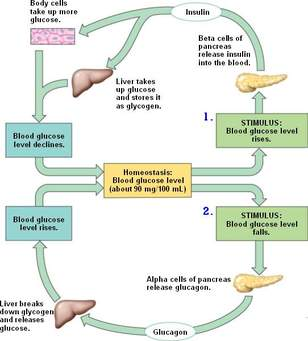 Body cells
take up more
glucose.
Insulin
Beta cells of
pancreas
release insulin
into the blood.
Liver takes
up glucose
and stores it
as glycogen.
1.
STIMULUS:
Blood glucose level
rises.
Blood glucose
level declines.
Homeostasis:
Blood glucose level
(about 90 mg/100 mL)
2.
STIMULUS:
Blood glucose level
falls.
Blood glucose
level rises.
Alpha cells of pancreas
release glucagon.
Liver breaks
down glycogen
and releases
glucose.
Glucagon